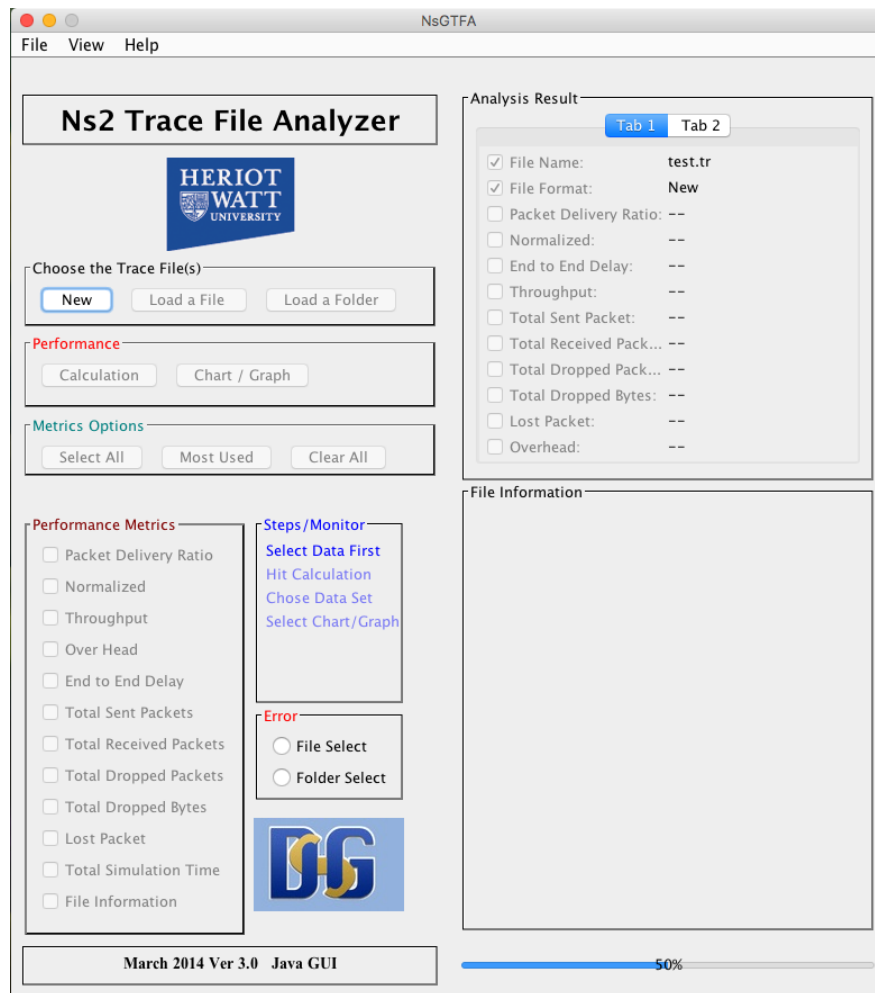 NsGTFA
File View Help
Ns2 Trace File Analyzer
HERIOT
WATT
UNIVERSITY
Choose the Trace File(s)
New Load a File Load a Folder
Performance
Calculation Chart / Graph
Metrics Options
Select All Most Used Clear All
Performance Metrics
Packet Delivery Ratio
Normalized
Throughput
Over Head
End to End Delay
Total Sent Packets
Total Received Packets
Total Dropped Packets
Total Dropped Bytes
Lost Packet
Total Simulation Time
File Information
Steps/Monitor
Select Data First
Hit Calculation
Chose Data Set
Select Chart/Graph
Error
File Select
Folder Select
DSG
March 2014 Ver 3.0 Java GUI
Analysis Result
Tab 1 Tab 2
File Name: test.tr
File Format: New
Packet Delivery Ratio: --
Normalized: --
End to End Delay: --
Throughput: --
Total Sent Packet: --
Total Received Pack... --
Total Dropped Pack... --
Total Dropped Bytes: --
Lost Packet: --
Overhead: --
File Information
50%